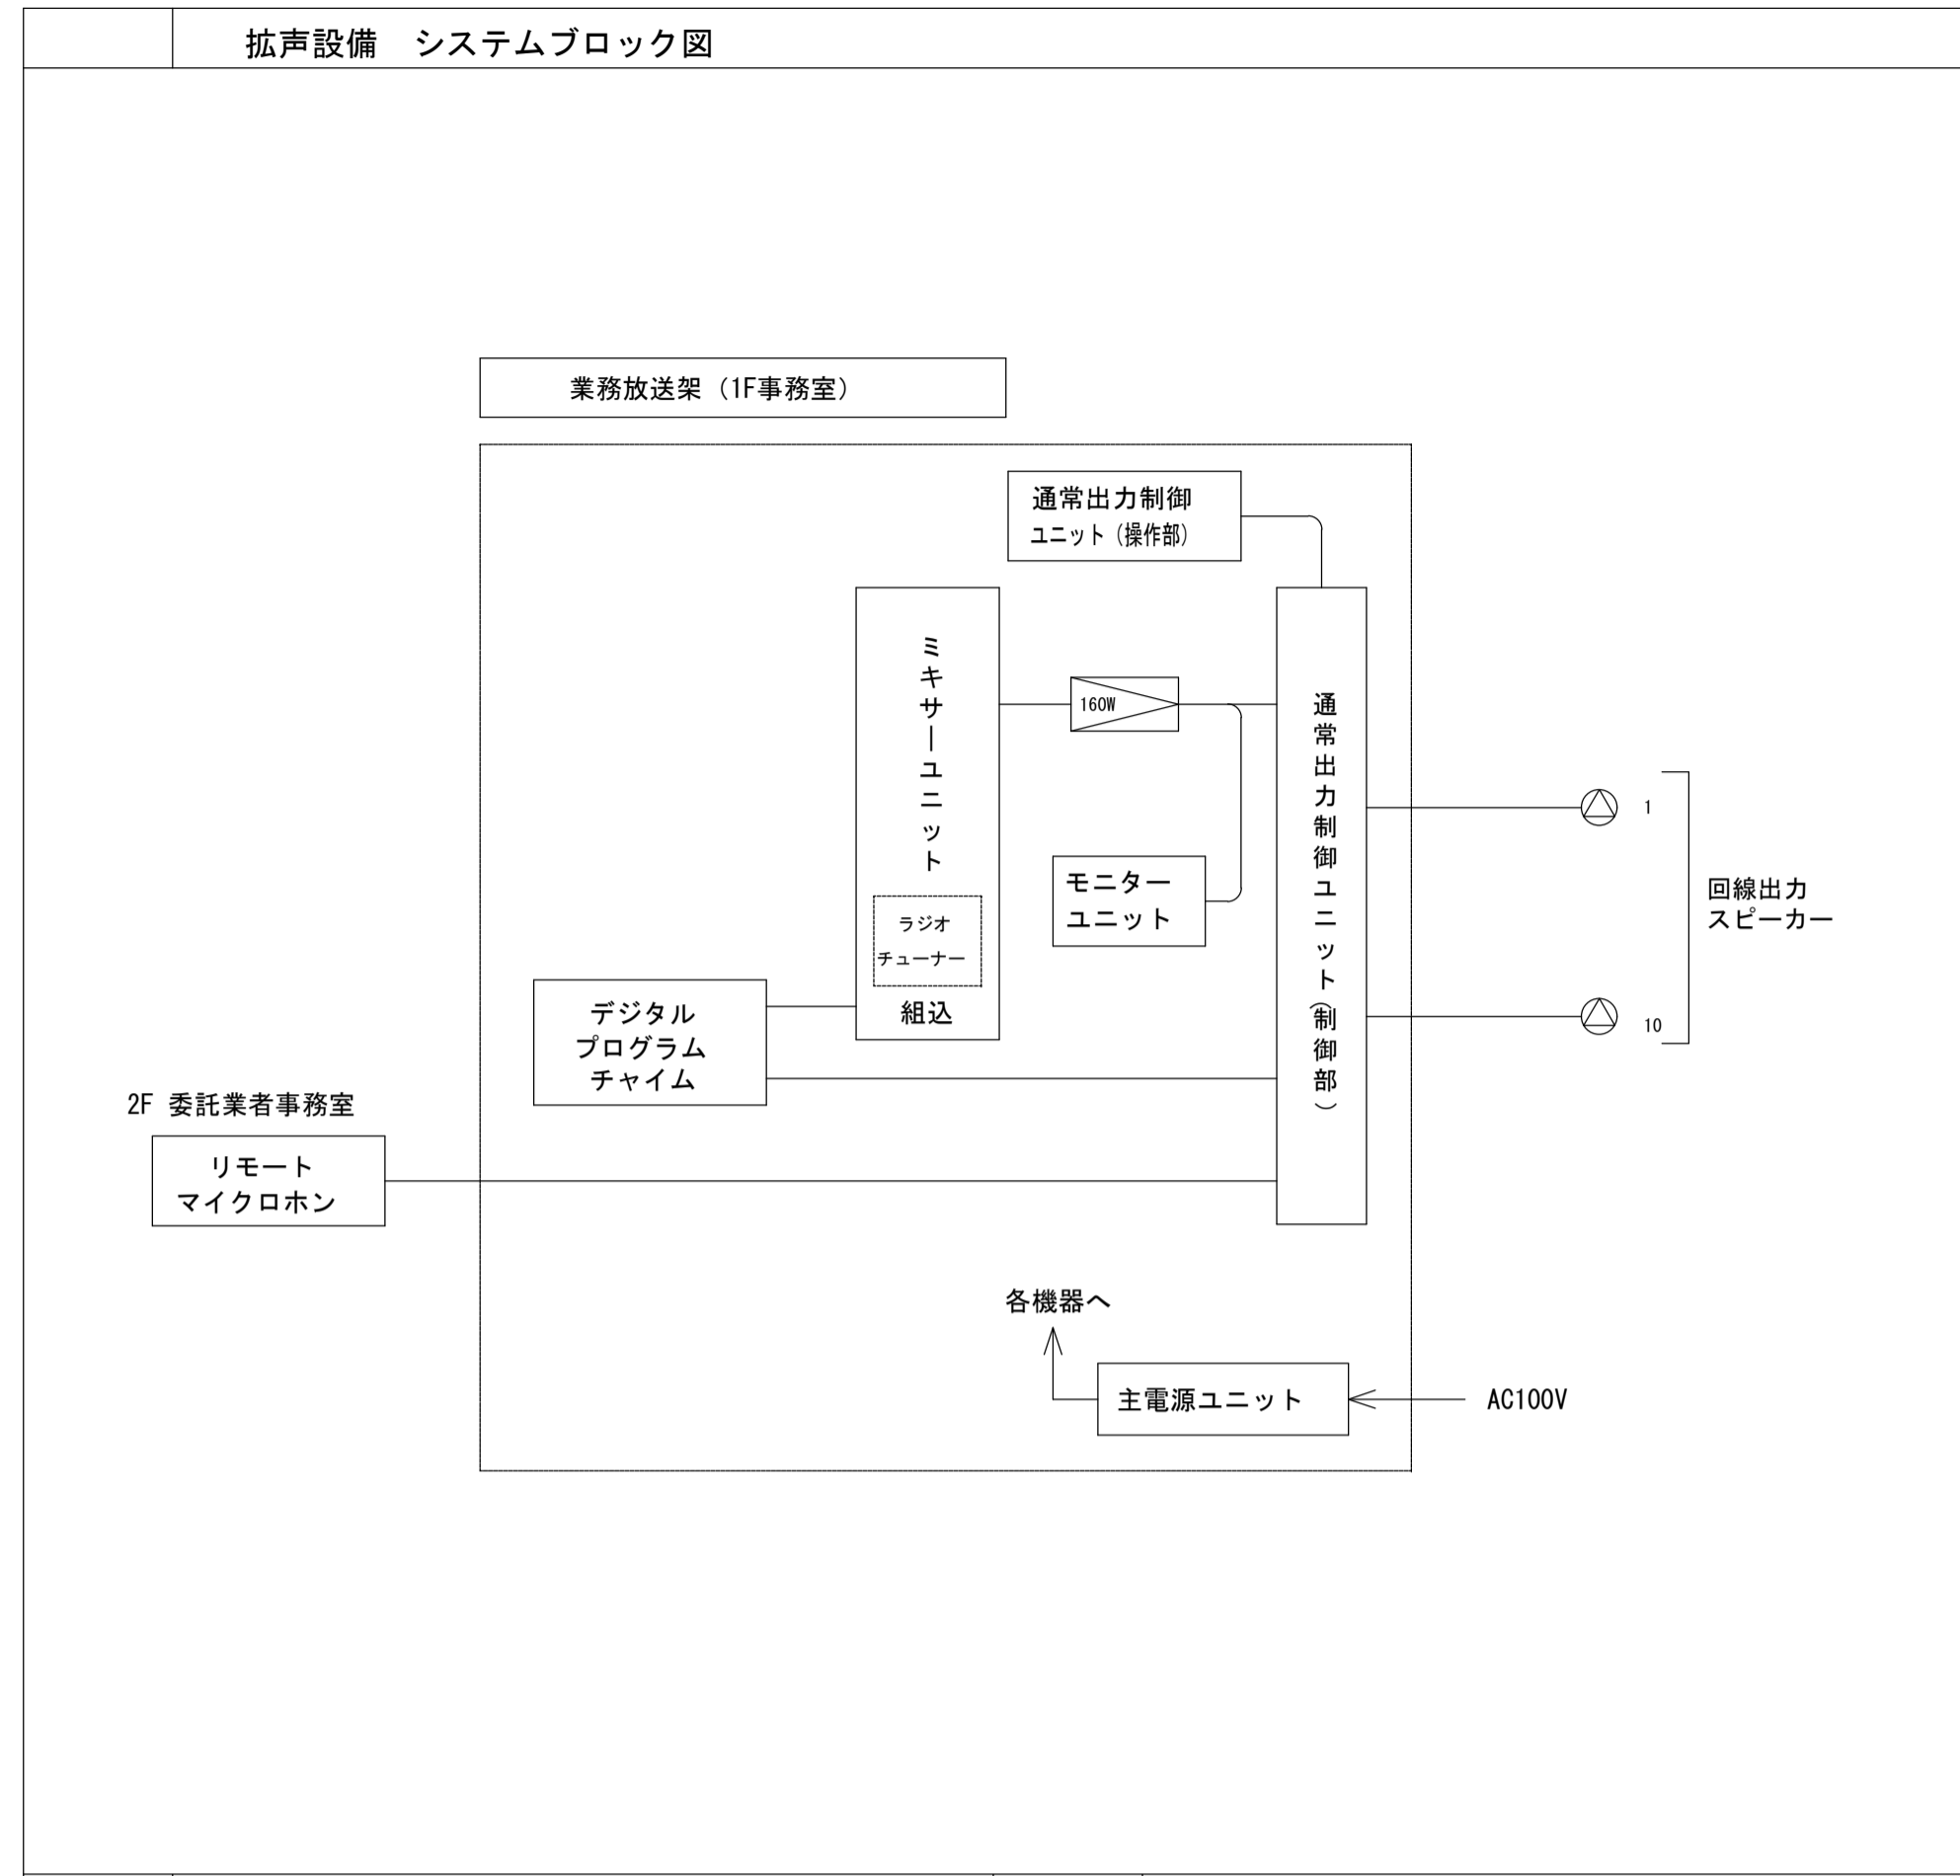 拡声設備　システムブロック図
業務放送架（1F事務室）
通常出力制御
ユニット（操作部）
ミキサーユニット
160W
通常出力制御ユニット（制御部）
1
モニター
ユニット
回線出力
スピーカー
ラジオ
チューナー
組込
デジタル
プログラム
チャイム
10
2F 委託業者事務室
リモート
マイクロホン
各機器へ
主電源ユニット
AC100V